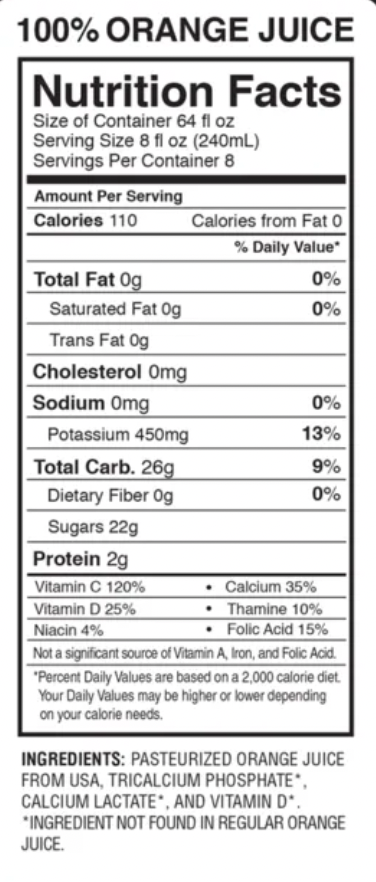 100% ORANGE JUICE
Nutrition Facts
Size of Container 64 fl oz
Serving Size 8 fl oz (240mL)
Servings Per Container 8
Amount Per Serving
Calories 110 Calories from Fat 0
% Daily Value*
Total Fat 0g 0%
Saturated Fat 0g 0%
Trans Fat 0g
Cholesterol 0mg
Sodium 0mg 0%
Potassium 450mg 13%
Total Carb. 26g 9%
Dietary Fiber 0g 0%
Sugars 22g
Protein 2g
Vitamin C 120% • Calcium 35%
Vitamin D 25% • Thamine 10%
Niacin 4% • Folic Acid 15%
Not a significant source of Vitamin A, Iron, and Folic Acid.
*Percent Daily Values are based on a 2,000 calorie diet.
Your Daily Values may be higher or lower depending
on your calorie needs.
INGREDIENTS: PASTEURIZED ORANGE JUICE
FROM USA, TRICALCIUM PHOSPHATE*,
CALCIUM LACTATE*, AND VITAMIN D*.
*INGREDIENT NOT FOUND IN REGULAR ORANGE
JUICE.